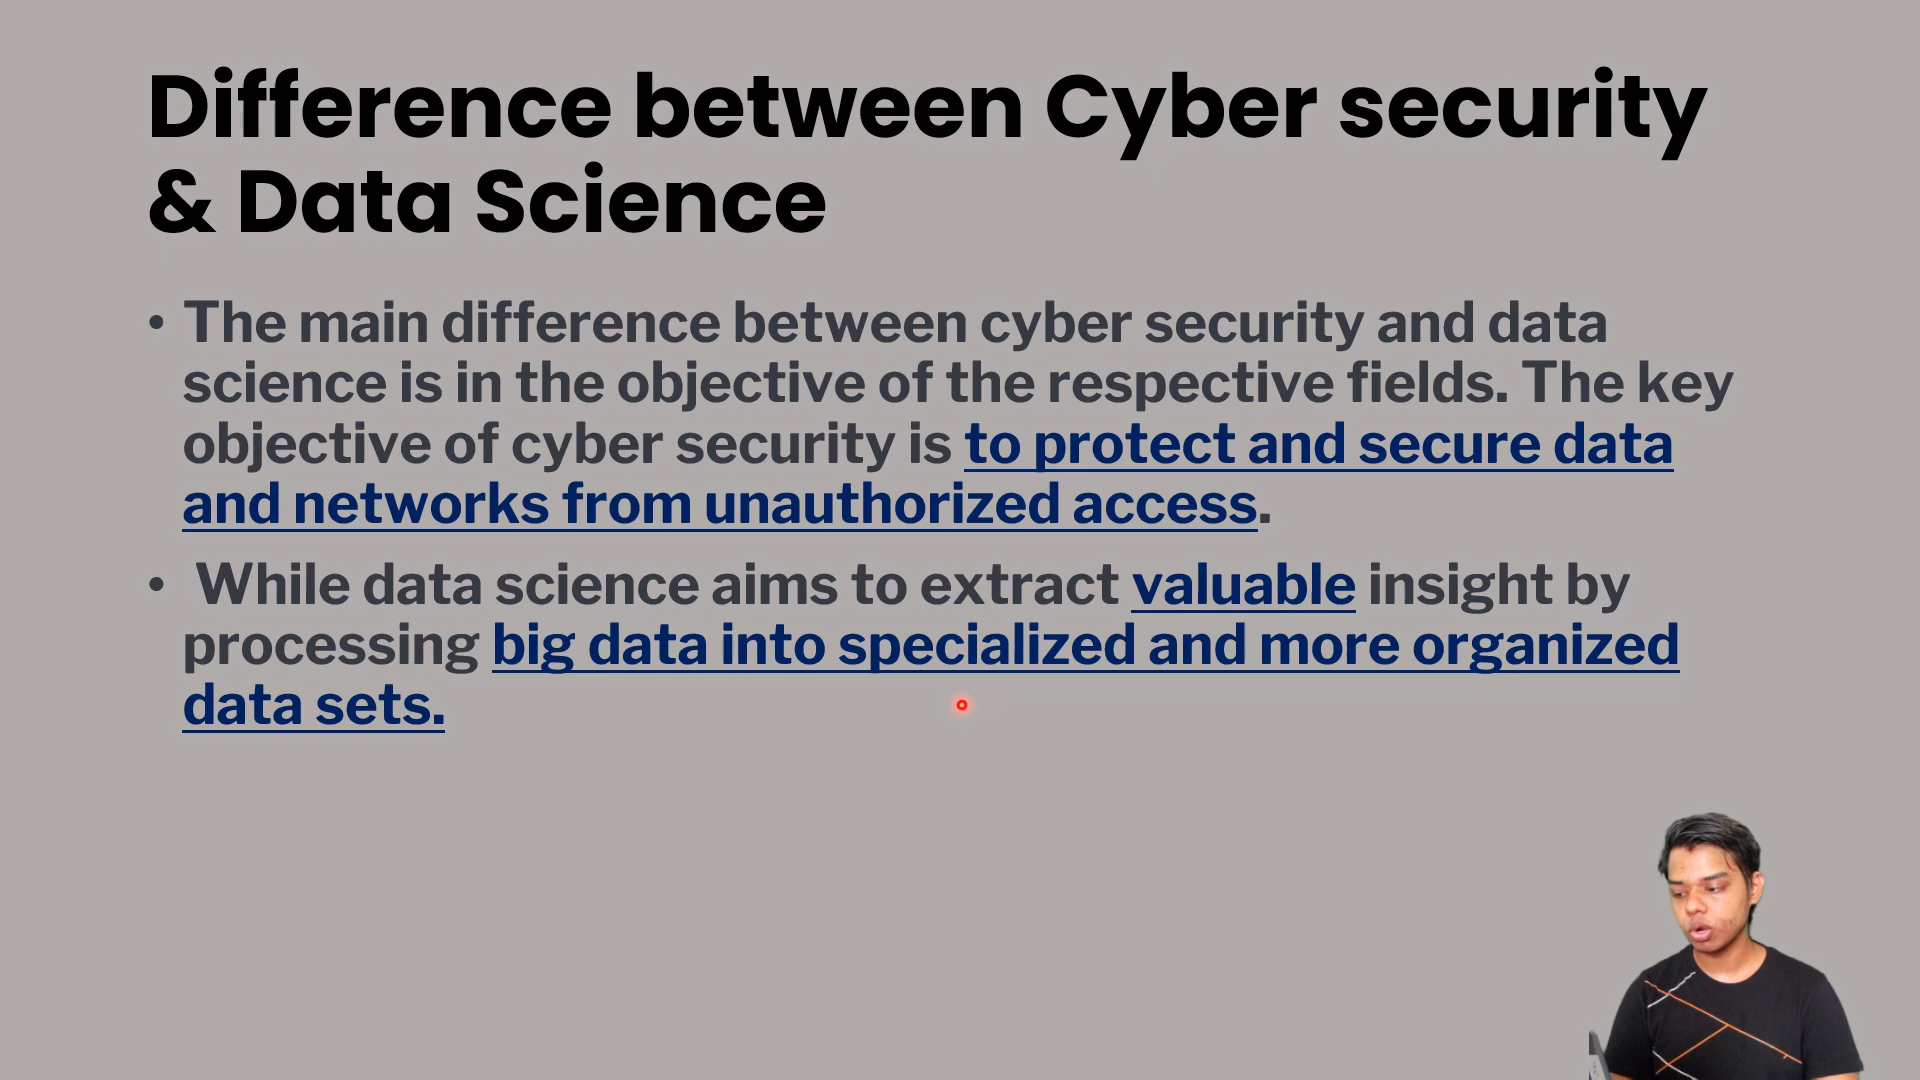 Difference between Cyber security
& Data Science
• The main difference between cyber security and data
science is in the objective of the respective fields. The key
objective of cyber security is to protect and secure data
and networks from unauthorized access.
• While data science aims to extract valuable insight by
processing big data into specialized and more organized
data sets.